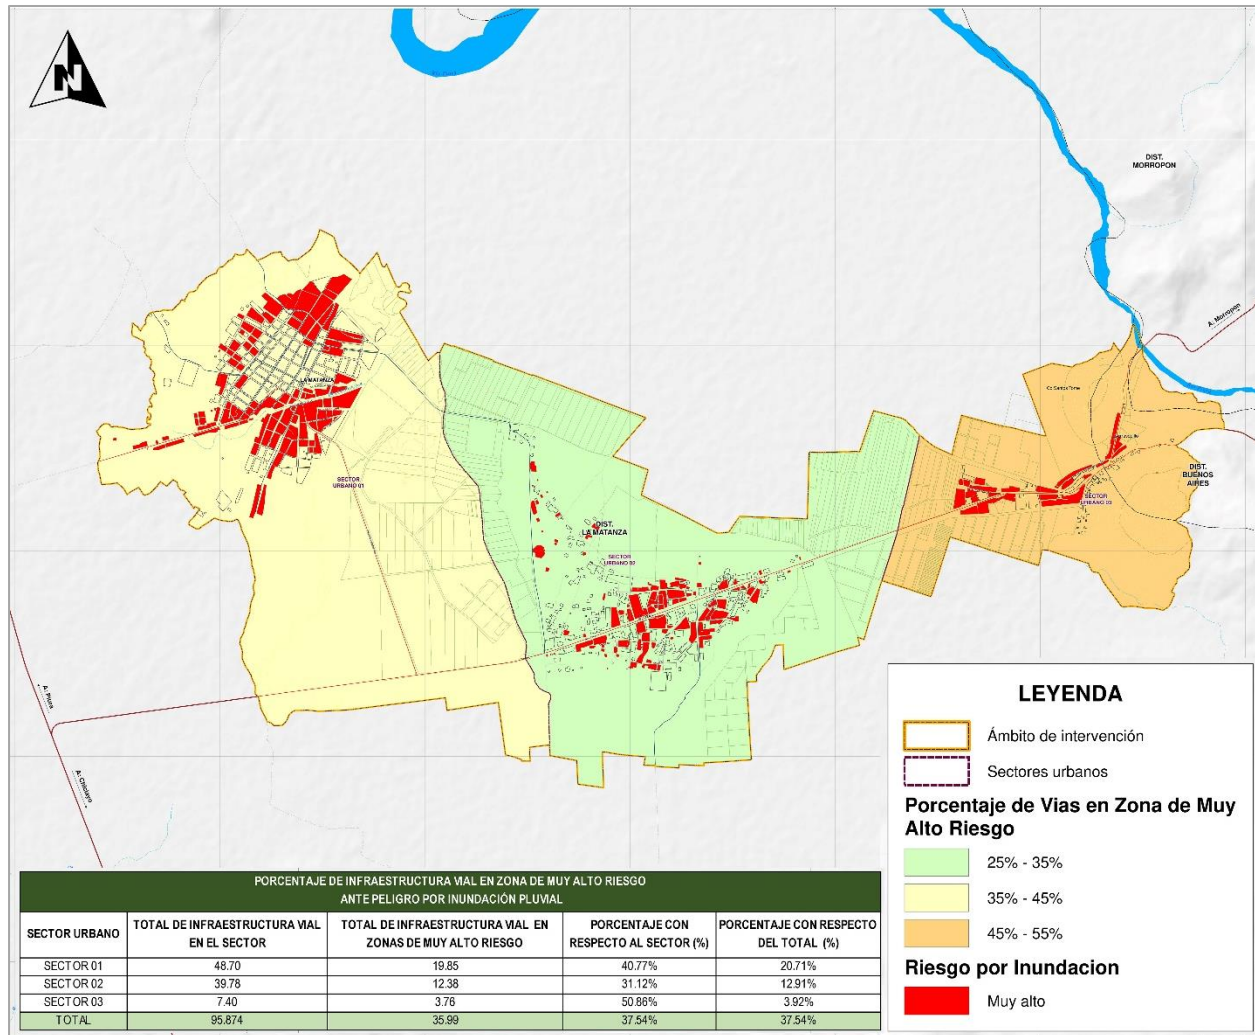 N
DIST.
MORROPON
A. Morropon
LA MATANZA
Co Santos Tome
DIST.
BUENOS
AIRES
SECTOR
URBANO 01
SECTOR
URBANO 03
DIST.
LA MATANZA
SECTOR
URBANO 02
A. Piura
A. Chiclayo
LEYENDA
Ámbito de intervención
Sectores urbanos
Porcentaje de Vias en Zona de Muy
Alto Riesgo
25% - 35%
35% - 45%
45% - 55%
Riesgo por Inundacion
Muy alto
PORCENTAJE DE INFRAESTRUCTURA VIAL EN ZONA DE MUY ALTO RIESGO
ANTE PELIGRO POR INUNDACIÓN PLUVIAL
SECTOR URBANO TOTAL DE INFRAESTRUCTURA VIAL EN EL SECTOR TOTAL DE INFRAESTRUCTURA VIAL EN ZONAS DE MUY ALTO RIESGO PORCENTAJE CON RESPECTO AL SECTOR (%) PORCENTAJE CON RESPECTO DEL TOTAL (%)
SECTOR 01 48.70 19.85 40.77% 20.71%
SECTOR 02 39.78 12.38 31.12% 12.91%
SECTOR 03 7.40 3.76 50.86% 3.92%
TOTAL 95.874 35.99 37.54% 37.54%